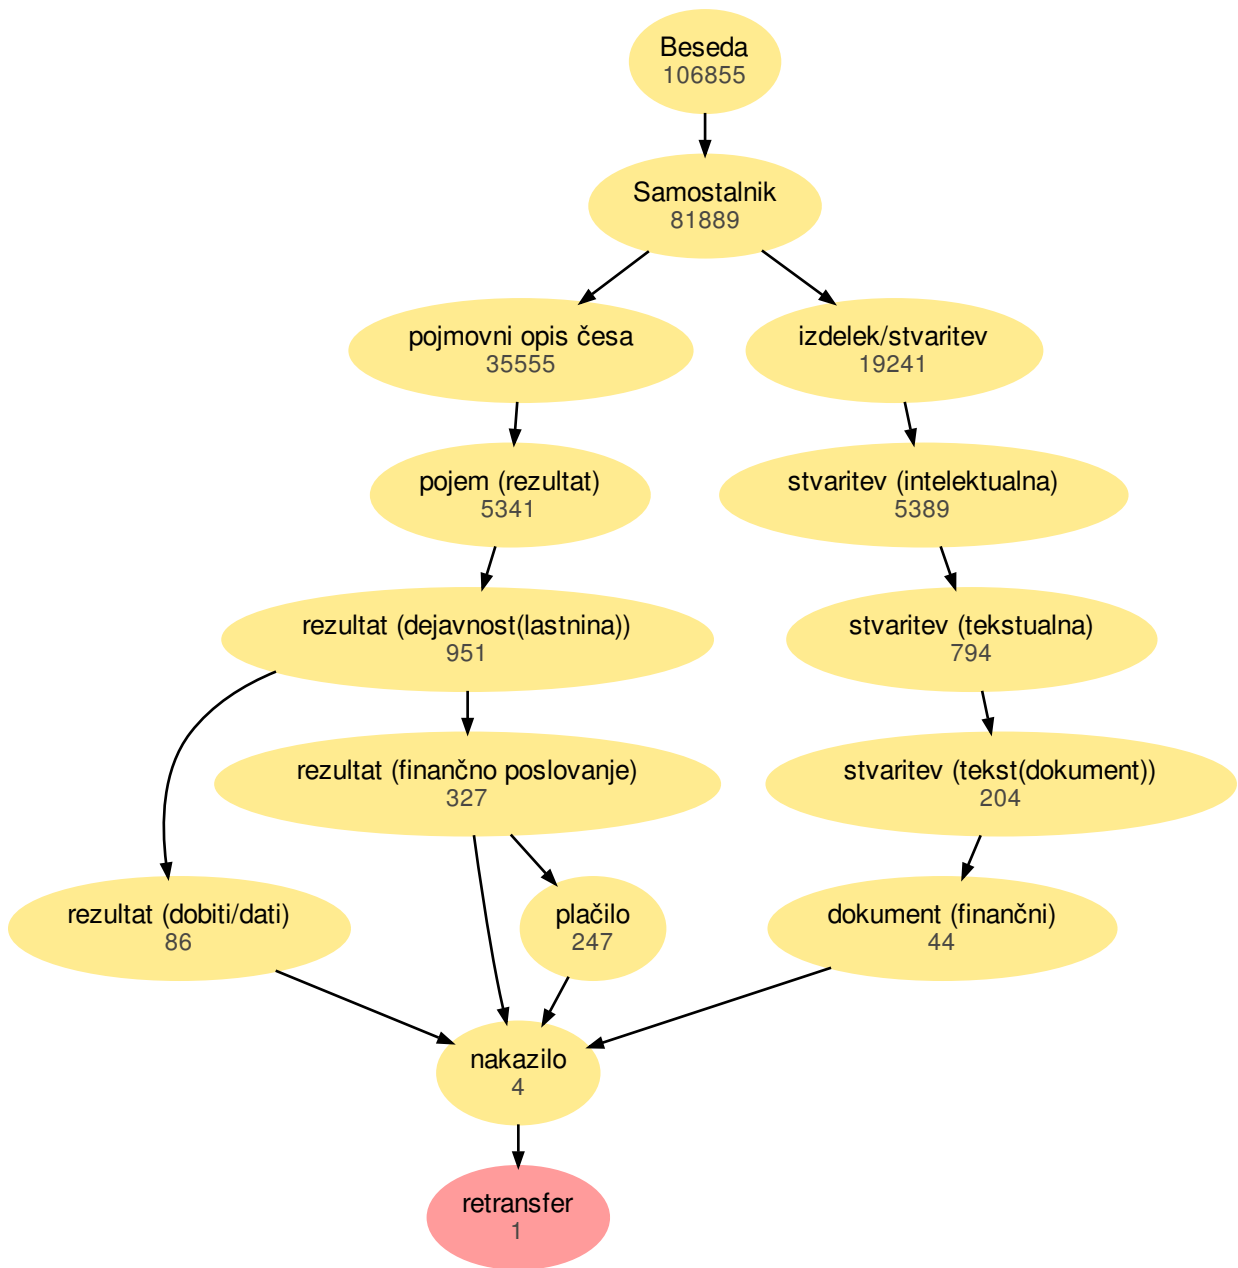 Beseda
106855
Samostalnik
81889
pojmovni opis česa
35555
izdelek/stvaritev
19241
pojem (rezultat)
5341
stvaritev (intelektualna)
5389
rezultat (dejavnost(lastnina))
951
stvaritev (tekstualna)
794
rezultat (finančno poslovanje)
327
stvaritev (tekst(dokument))
204
rezultat (dobiti/dati)
86
plačilo
247
dokument (finančni)
44
nakazilo
4
retransfer
1